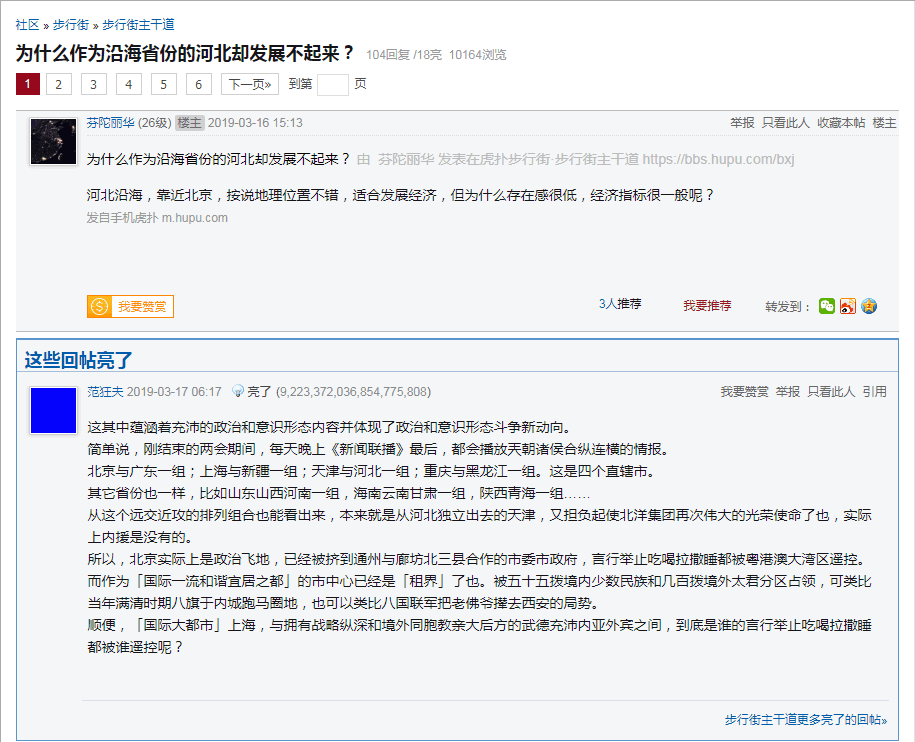 社区 » 步行街 » 步行街主干道
为什么作为沿海省份的河北却发展不起来？ 104回复 /18亮 10164浏览
1 2 3 4 5 6 下一页» 到第 页
芬陀丽华 (26级) 楼主 2019-03-16 15:13 举报 只看此人 收藏本帖 楼主
为什么作为沿海省份的河北却发展不起来？ 由 芬陀丽华 发表在虎扑步行街·步行街主干道 https://bbs.hupu.com/bxj
河北沿海，靠近北京，按说地理位置不错，适合发展经济，但为什么存在感很低，经济指标很一般呢？
发自手机虎扑 m.hupu.com
我要赞赏 3人推荐 我要推荐 转发到：
这些回帖亮了
范狂夫 2019-03-17 06:17 亮了 (9,223,372,036,854,775,808) 我要赞赏 举报 只看此人 引用
这其中蕴涵着充沛的政治和意识形态内容并体现了政治和意识形态斗争新动向。
简单说，刚结束的两会期间，每天晚上《新闻联播》最后，都会播放天朝诸侯合纵连横的情报。
北京与广东一组；上海与新疆一组；天津与河北一组；重庆与黑龙江一组。这是四个直辖市。
其它省份也一样，比如山东山西河南一组，海南云南甘肃一组，陕西青海一组……
从这个远交近攻的排列组合也能看出来，本来就是从河北独立出去的天津，又担负起使北洋集团再次伟大的光荣使命了也，实际
上内援是没有的。
所以，北京实际上是政治飞地，已经被挤到通州与廊坊北三县合作的市委市政府，言行举止吃喝拉撒睡都被粤港澳大湾区遥控。
而作为「国际一流和谐宜居之都」的市中心已经是「租界」了也。被五十五拨境内少数民族和几百拨境外太君分区占领，可类比
当年满清时期八旗于内城跑马圈地，也可以类比八国联军把老佛爷撵去西安的局势。
顺便，「国际大都市」上海，与拥有战略纵深和境外同胞教亲大后方的武德充沛内亚外宾之间，到底是谁的言行举止吃喝拉撒睡
都被谁遥控呢？
步行街主干道更多亮了的回帖»